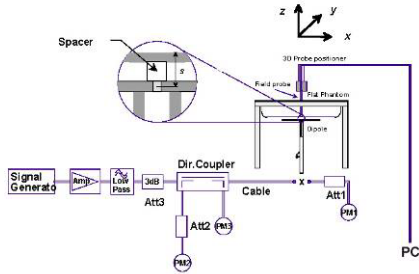 z
y
x
Spacer
s
3D Probe positioner
Field probe
Flat Phantom
Dipole
Signal
Generato
Amp
Low
Pass
3dB
Att3
Dir.Coupler
Cable
x
Att1
PM1
Att2
PM3
PM2
PC